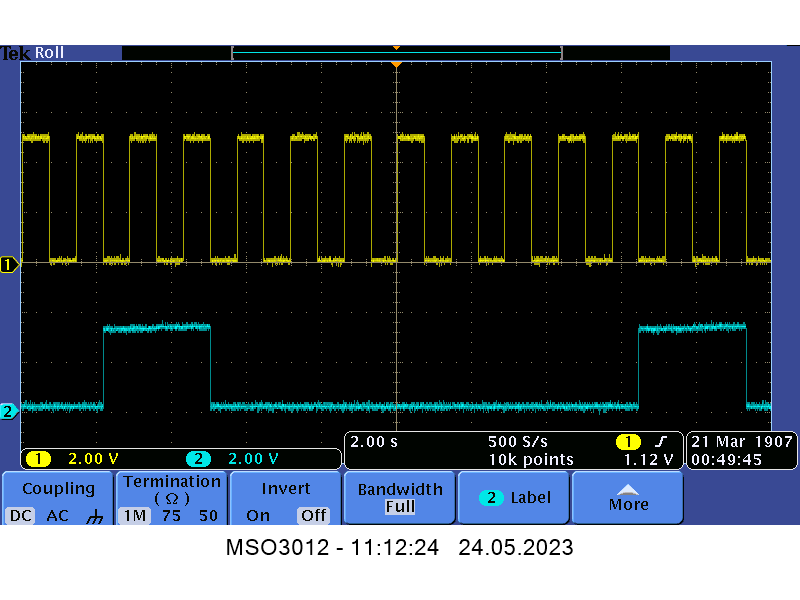 Tek Roll
1
2
1 2.00 V 2 2.00 V
2.00 s 500 S/s 1
10k points 1.12 V
21 Mar 1907
00:49:45
Coupling
DC AC
Termination
(Ω)
1M 75 50
Invert
On Off
Bandwidth
Full
2 Label
More
MSO3012 - 11:12:24 24.05.2023